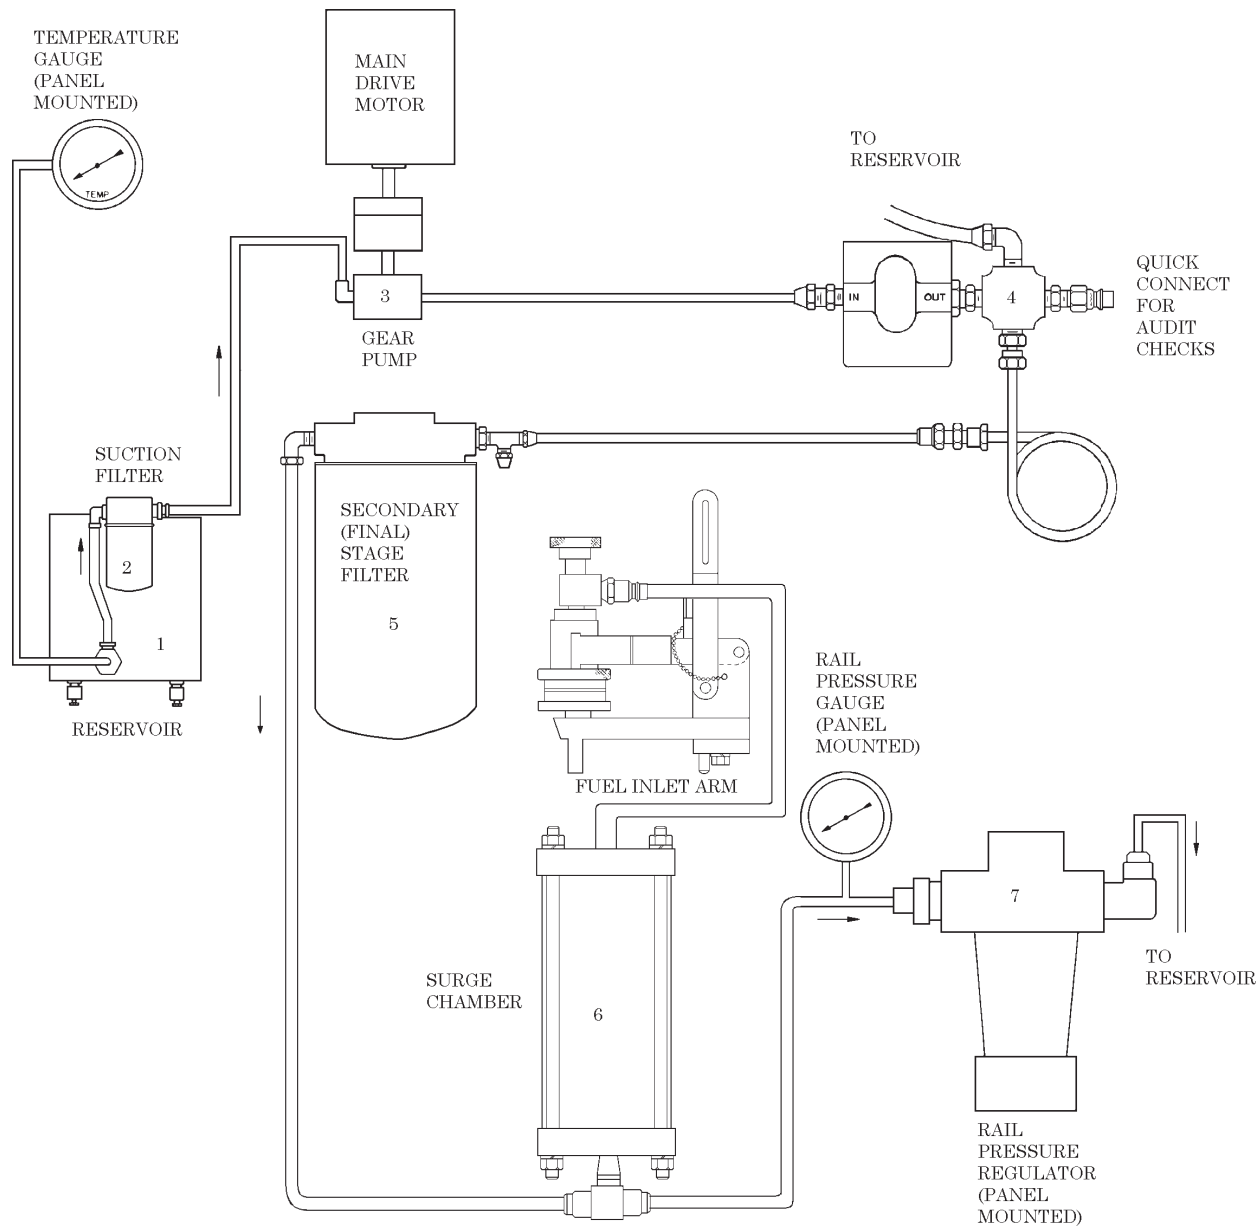 TEMPERATURE
GAUGE
(PANEL
MOUNTED)
TEMP
MAIN
DRIVE
MOTOR
3
GEAR
PUMP
TO
RESERVOIR
IN
OUT
4
QUICK
CONNECT
FOR
AUDIT
CHECKS
SUCTION
FILTER
2
1
RESERVOIR
SECONDARY
(FINAL)
STAGE
FILTER
5
FUEL INLET ARM
RAIL
PRESSURE
GAUGE
(PANEL
MOUNTED)
SURGE
CHAMBER
6
7
TO
RESERVOIR
RAIL
PRESSURE
REGULATOR
(PANEL
MOUNTED)